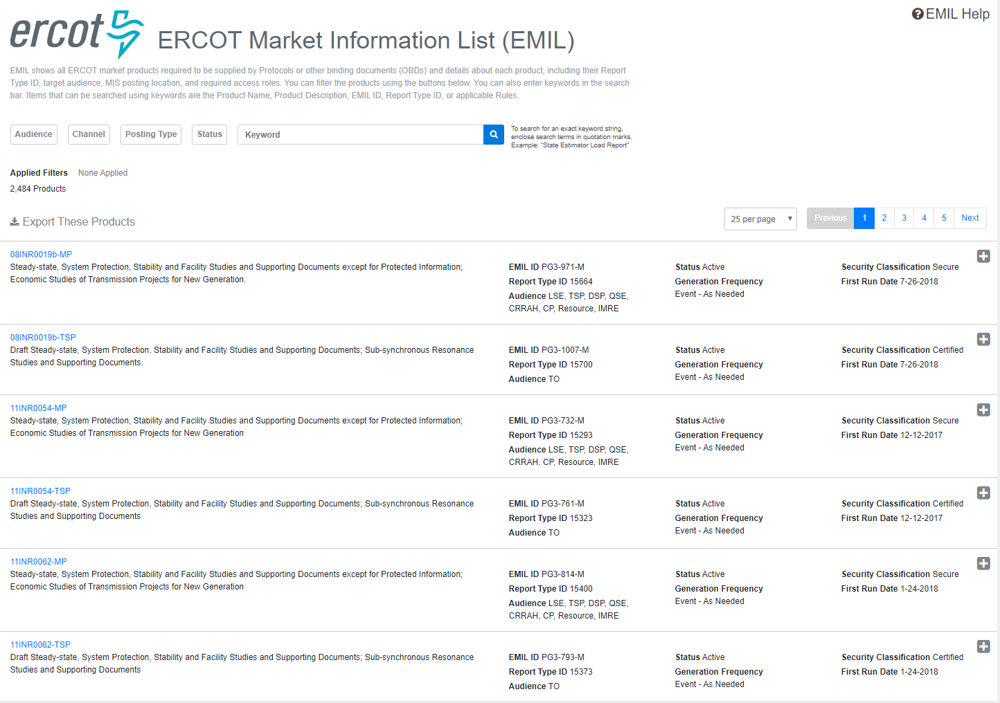 EMIL Help
ercot
ERCOT Market Information List (EMIL)
EMIL shows all ERCOT market products required to be supplied by Protocols or other binding documents (OBDs) and details about each product, including their Report
Type ID, target audience, MIS posting location, and required access roles. You can filter the products using the buttons below. You can also enter keywords in the search
bar. Items that can be searched using keywords are the Product Name, Product Description, EMIL ID, Report Type ID, or applicable Rules.
Audience
Channel
Posting Type
Status
Keyword
To search for an exact keyword string,
enclose search terms in quotation marks.
Example: "State Estimator Load Report"
Applied Filters None Applied
2,484 Products
Export These Products
25 per page
Previous 1 2 3 4 5 Next
08INR0019b-MP
Steady-state, System Protection, Stability and Facility Studies and Supporting Documents except for Protected Information;
Economic Studies of Transmission Projects for New Generation.
EMIL ID PG3-971-M
Report Type ID 15664
Audience LSE, TSP, DSP, QSE,
CRRAH, CP, Resource, IMRE
Status Active
Generation Frequency
Event - As Needed
Security Classification Secure
First Run Date 7-26-2018
08INR0019b-TSP
Draft Steady-state, System Protection, Stability and Facility Studies and Supporting Documents; Sub-synchronous Resonance
Studies and Supporting Documents.
EMIL ID PG3-1007-M
Report Type ID 15700
Audience TO
Status Active
Generation Frequency
Event - As Needed
Security Classification Certified
First Run Date 7-26-2018
11INR0054-MP
Steady-state, System Protection, Stability and Facility Studies and Supporting Documents except for Protected Information;
Economic Studies of Transmission Projects for New Generation
EMIL ID PG3-732-M
Report Type ID 15293
Audience LSE, TSP, DSP, QSE,
CRRAH, CP, Resource, IMRE
Status Active
Generation Frequency
Event - As Needed
Security Classification Secure
First Run Date 12-12-2017
11INR0054-TSP
Draft Steady-state, System Protection, Stability and Facility Studies and Supporting Documents; Sub-synchronous Resonance
Studies and Supporting Documents
EMIL ID PG3-761-M
Report Type ID 15323
Audience TO
Status Active
Generation Frequency
Event - As Needed
Security Classification Certified
First Run Date 12-12-2017
11INR0062-MP
Steady-state, System Protection, Stability and Facility Studies and Supporting Documents except for Protected Information;
Economic Studies of Transmission Projects for New Generation
EMIL ID PG3-814-M
Report Type ID 15400
Audience LSE, TSP, DSP, QSE,
CRRAH, CP, Resource, IMRE
Status Active
Generation Frequency
Event - As Needed
Security Classification Secure
First Run Date 1-24-2018
11INR0062-TSP
Draft Steady-state, System Protection, Stability and Facility Studies and Supporting Documents; Sub-synchronous Resonance
Studies and Supporting Documents
EMIL ID PG3-793-M
Report Type ID 15373
Audience TO
Status Active
Generation Frequency
Event - As Needed
Security Classification Certified
First Run Date 1-24-2018